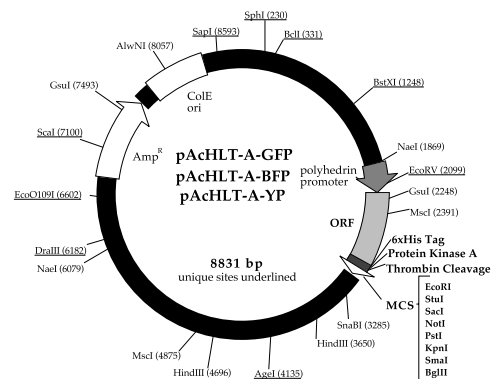 SphI (230)
SapI (8593)
BclI (331)
AlwNI (8057)
GsuI (7493)
BstXI (1248)
ColE
ori
ScaI (7100)
NaeI (1869)
Amp R
pAcHLT-A-GFP
pAcHLT-A-BFP
pAcHLT-A-YP
polyhedrin
promoter
EcoRV (2099)
GsuI (2248)
EcoO109I (6602)
MscI (2391)
ORF
6xHis Tag
Protein Kinase A
Thrombin Cleavage
DraIII (6182)
NaeI (6079)
8831 bp
unique sites underlined
MCS
EcoRI
StuI
SacI
NotI
PstI
KpnI
SmaI
BglII
SnaBI (3285)
HindIII (3650)
MscI (4875)
HindIII (4696)
AgeI (4135)